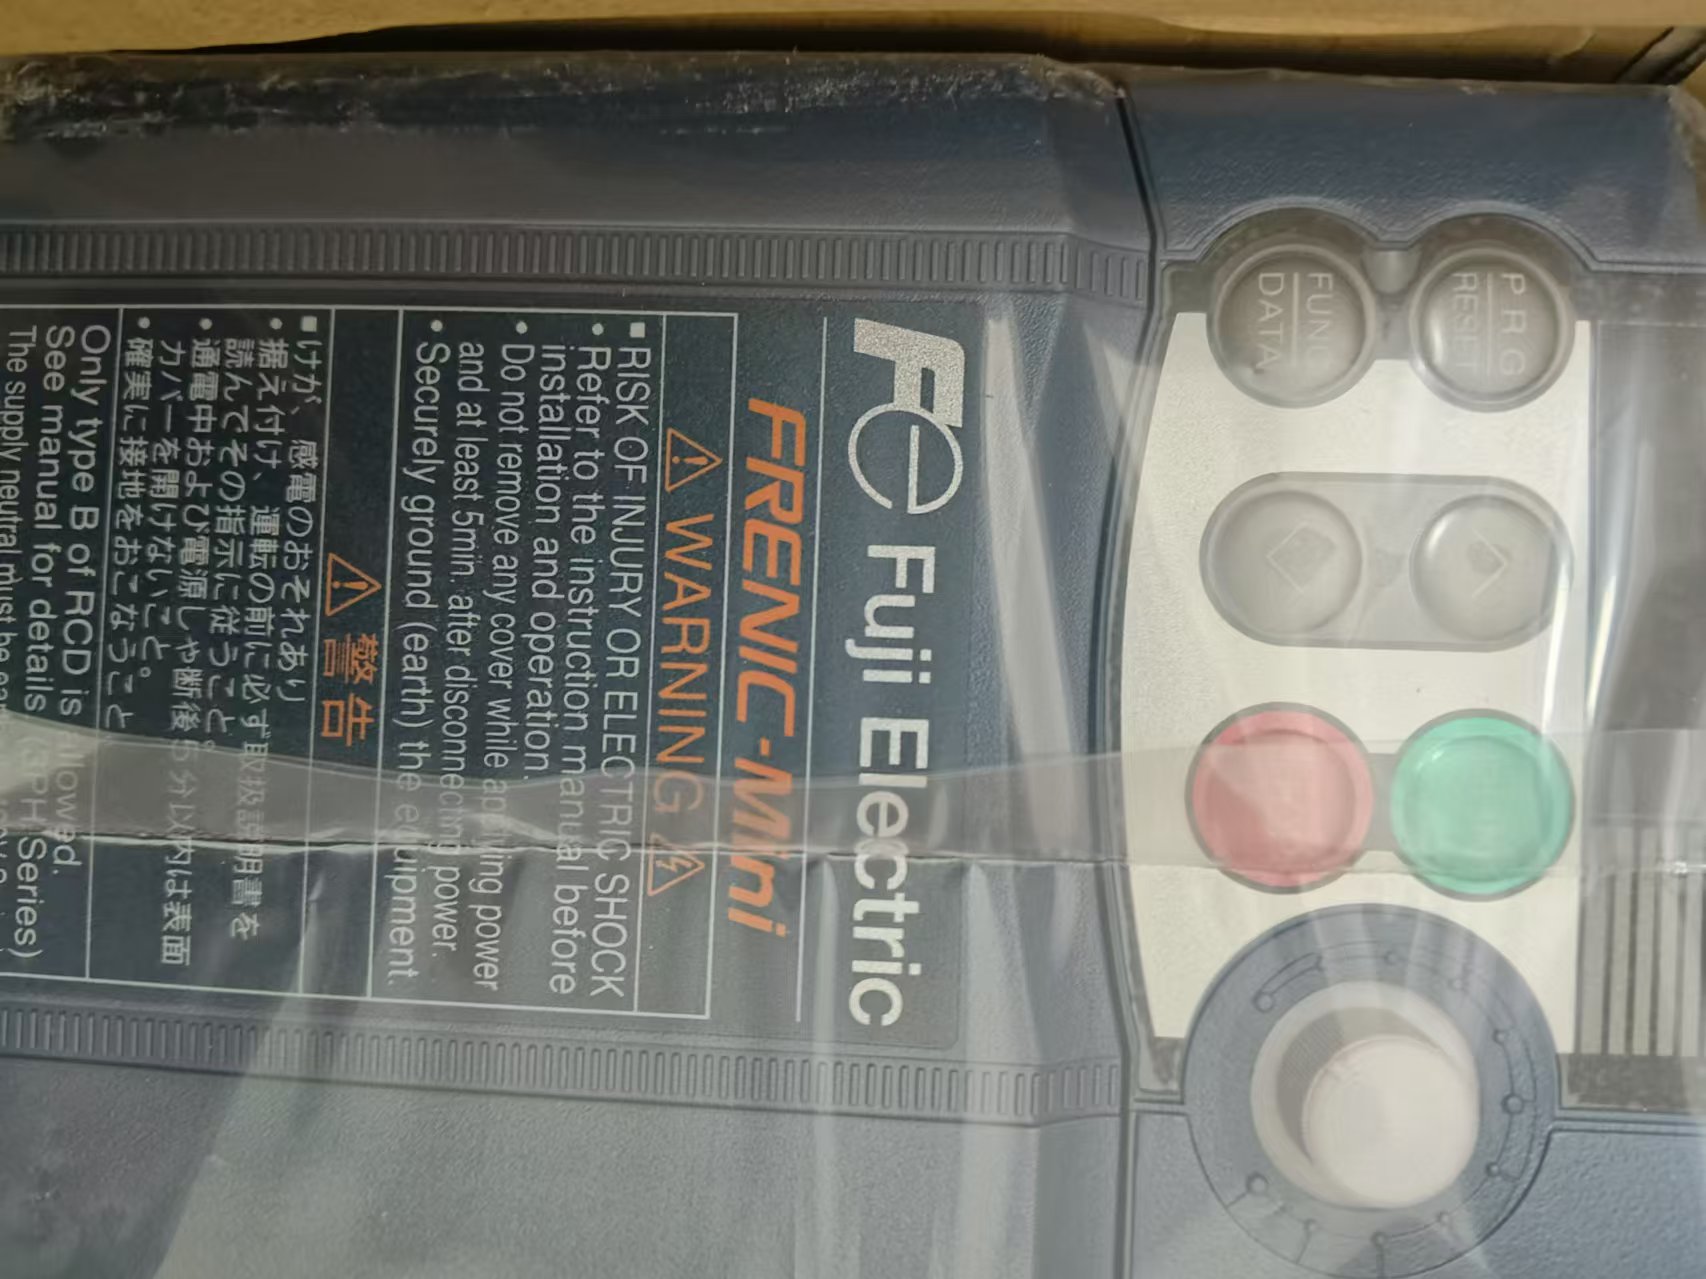 PRG
RESET
FUNC
DATA
Fe Fuji Electric
FRENIC-Mini
WARNING
RISK OF INJURY OR ELECTRIC SHOCK
• Refer to the instruction manual before
installation and operation.
• Do not remove any cover while applying power
and at least 5min. after disconnecting power.
• Securely ground (earth) the equipment.
警告
■けが、感電のおそれあり
• 据え付け、運転の前に必ず取扱説明書を
読んでその指示に従うこと。
• 通電中および電源しゃ断後5分以内は表面
カバーを開けないこと。
• 確実に接地をおこなうこと
Only type B of RCD is allowed.
See manual for details
Series)
The supply neutral must be